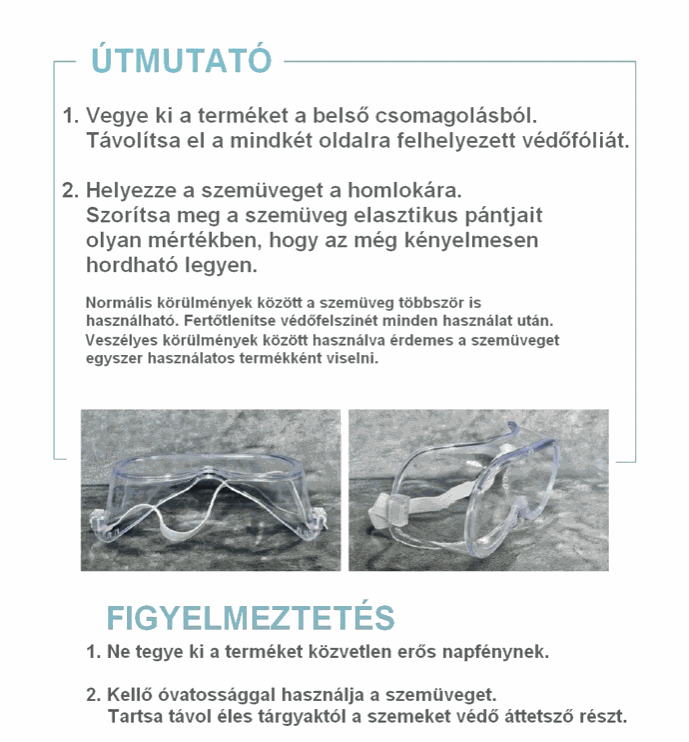 ÚTMUTATÓ
1. Vegye ki a terméket a belső csomagolásból.
Távolítsa el a mindkét oldalra felhelyezett védőfóliát.
2. Helyezze a szemüveget a homlokára.
Szorítsa meg a szemüveg elasztikus pántjait
olyan mértékben, hogy az még kényelmesen
hordható legyen.
Normális körülmények között a szemüveg többször is
használható. Fertőtlenítse védőfelszínét minden használat után.
Veszélyes körülmények között használva érdemes a szemüveget
egyszer használatos termékként viselni.
FIGYELMEZTETÉS
1. Ne tegye ki a terméket közvetlen erős napfénynek.
2. Kellő óvatossággal használja a szemüveget.
Tartsa távol éles tárgyaktól a szemeket védő áttetsző részt.